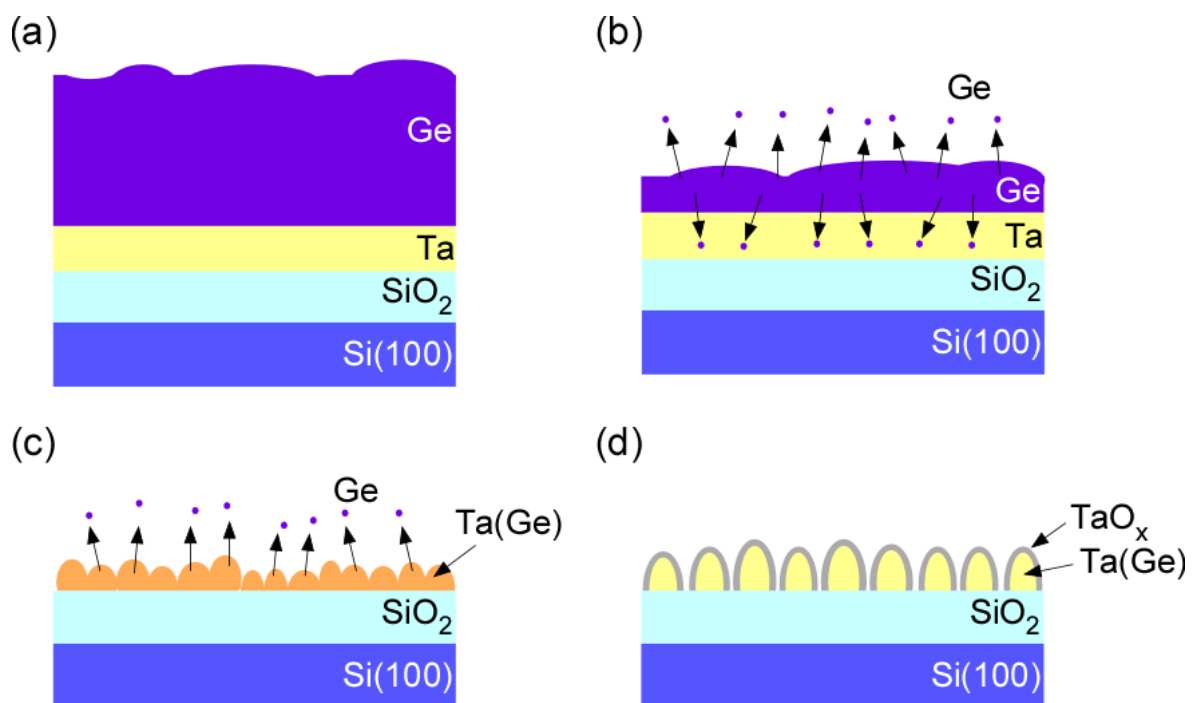 (a)
Ge
Ta
SiO₂
Si(100)
(b)
Ge
Ge
Ta
SiO₂
Si(100)
(c)
Ge
Ta(Ge)
SiO₂
Si(100)
(d)
TaOₓ
Ta(Ge)
SiO₂
Si(100)